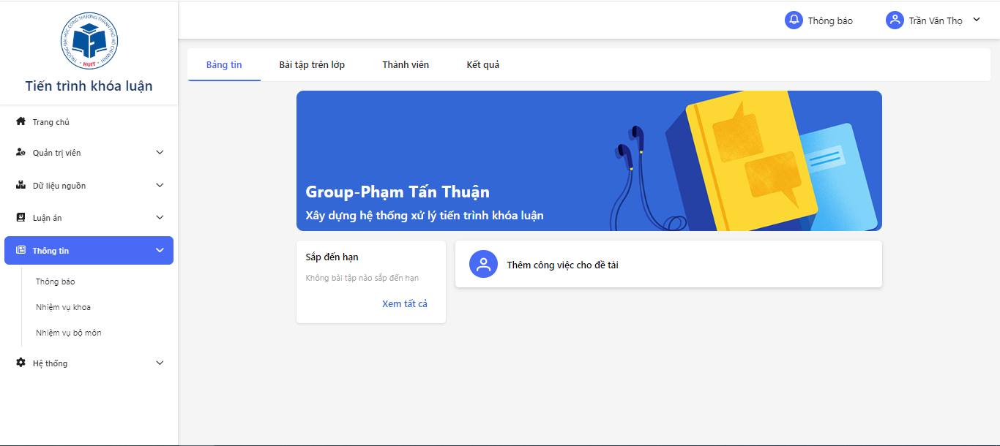 TRƯỜNG ĐẠI HỌC CÔNG THƯƠNG THÀNH PHỐ HỒ CHÍ MINH
HUIT
Tiến trình khóa luận
Trang chủ
Quản trị viên
Dữ liệu nguồn
Luận án
Thông tin
Thông báo
Nhiệm vụ khoa
Nhiệm vụ bộ môn
Hệ thống
Thông báo
Trần Văn Thọ
Bảng tin
Bài tập trên lớp
Thành viên
Kết quả
Group-Phạm Tấn Thuận
Xây dựng hệ thống xử lý tiến trình khóa luận
Sắp đến hạn
Không bài tập nào sắp đến hạn
Xem tất cả
Thêm công việc cho đề tài